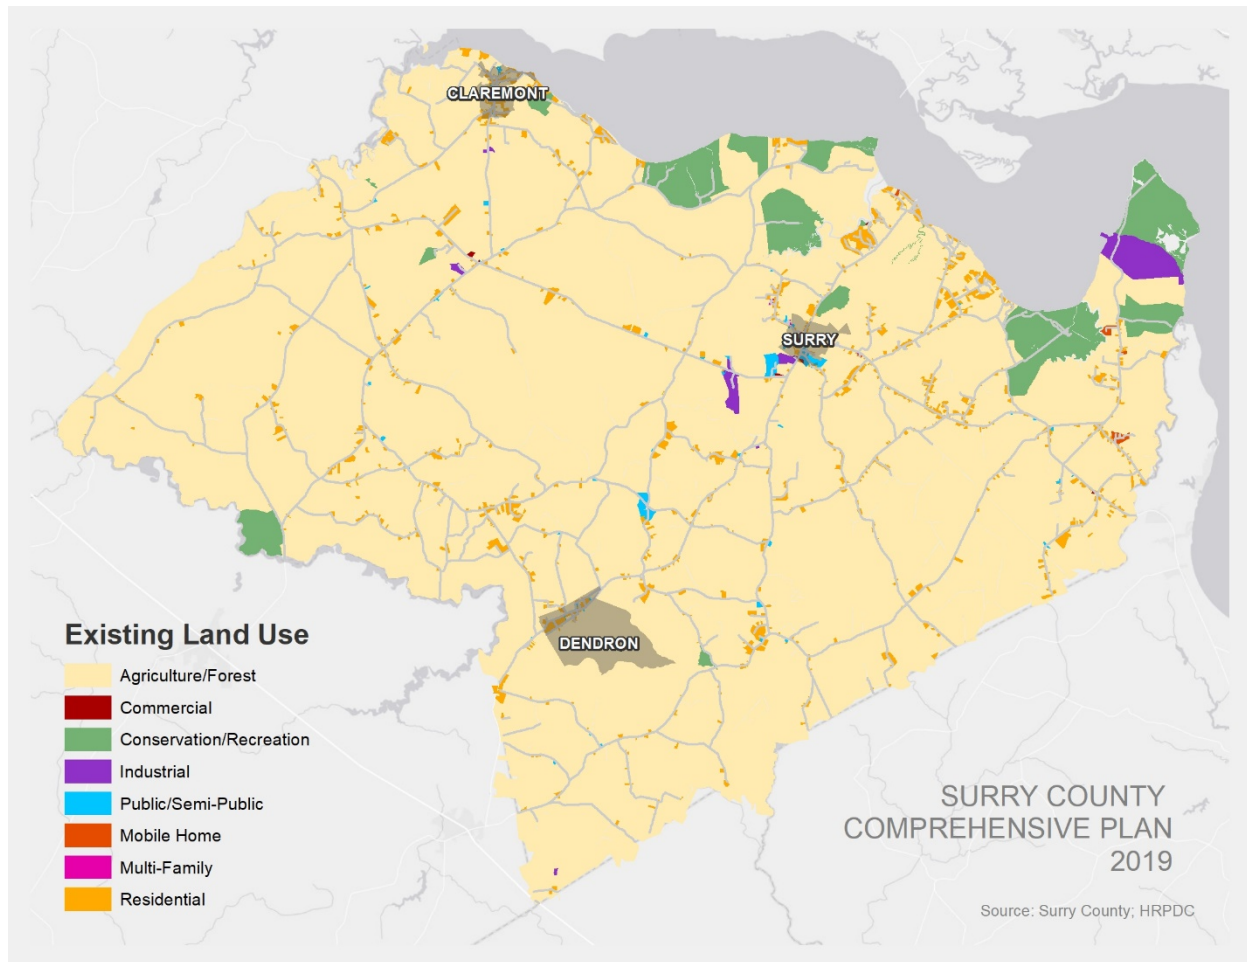 CLAREMONT
SURRY
DENDRON
Existing Land Use
Agriculture/Forest
Commercial
Conservation/Recreation
Industrial
Public/Semi-Public
Mobile Home
Multi-Family
Residential
SURRY COUNTY
COMPREHENSIVE PLAN
2019
Source: Surry County; HRPDC